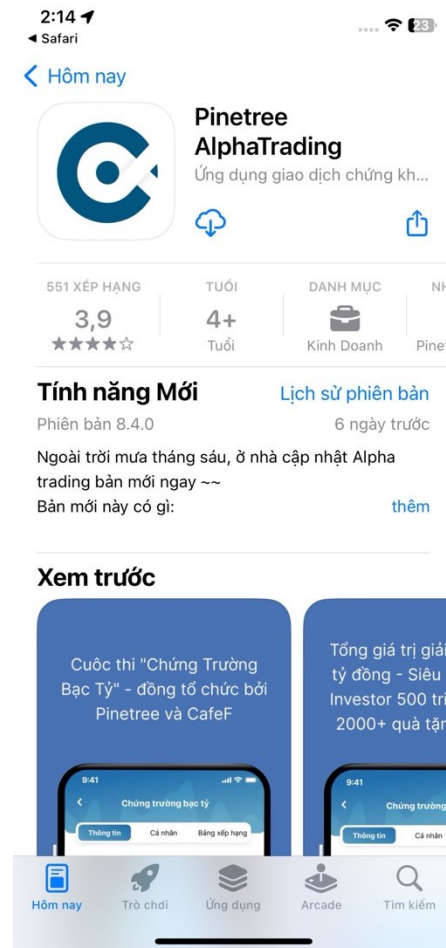 2:14
Safari
23
Hôm nay
Pinetree
AlphaTrading
Ứng dụng giao dịch chứng kh...
551 XẾP HẠNG
TUỔI
DANH MỤC
NH
3,9
4+
Tuổi
Kinh Doanh
Pinet
Tính năng Mới
Lịch sử phiên bản
Phiên bản 8.4.0
6 ngày trước
Ngoài trời mưa tháng sáu, ở nhà cập nhật Alpha
trading bản mới ngay ~~
Bản mới này có gì:
thêm
Xem trước
Cuộc thi "Chứng Trường
Bạc Tỷ" - đồng tổ chức bởi
Pinetree và CafeF
9:41
Chứng trường bạc tỷ
Thông tin
Cá nhân
Bảng xếp hạng
Tổng giá trị giải
tỷ đồng - Siêu
Investor 500 tri
2000+ quà tặn
9:41
Chứng trường
Thông tin
Cá nhân
Hôm nay
Trò chơi
Ứng dụng
Arcade
Tìm kiếm